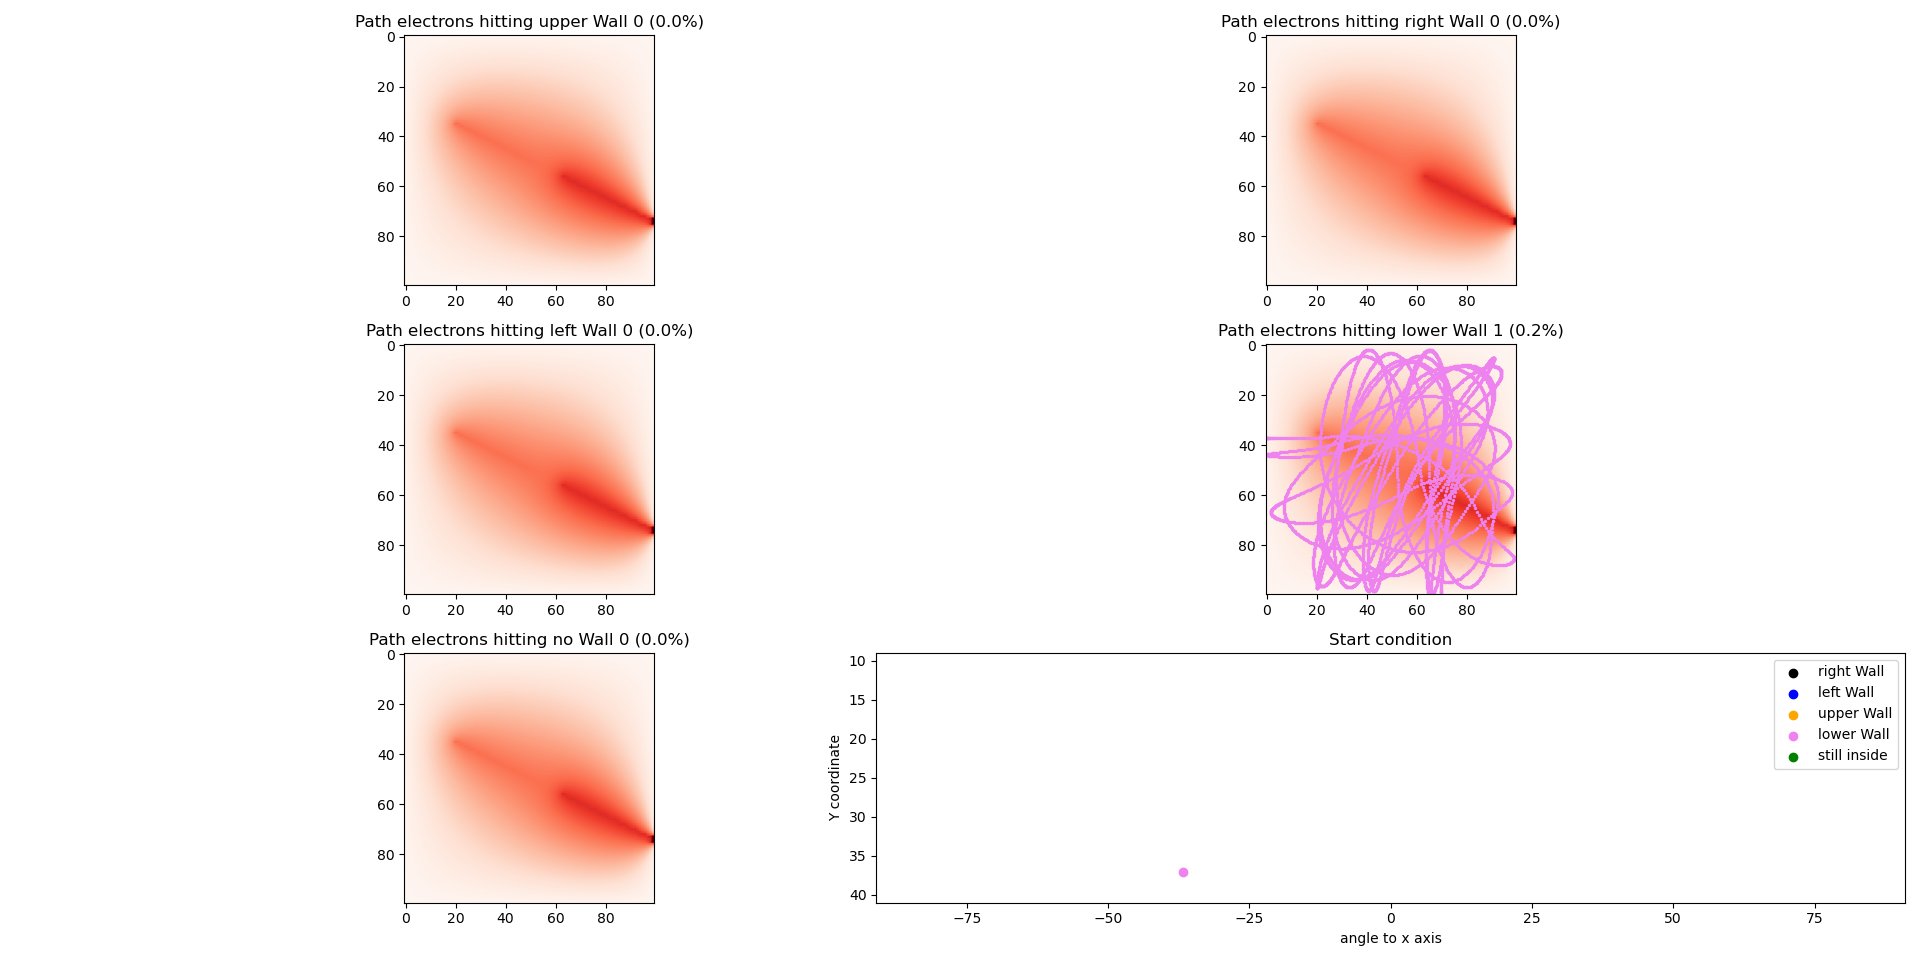 Path electrons hitting upper Wall 0 (0.0%)
0
20
40
60
80
0 20 40 60 80
Path electrons hitting right Wall 0 (0.0%)
0
20
40
60
80
0 20 40 60 80
Path electrons hitting left Wall 0 (0.0%)
0
20
40
60
80
0 20 40 60 80
Path electrons hitting lower Wall 1 (0.2%)
0
20
40
60
80
0 20 40 60 80
Path electrons hitting no Wall 0 (0.0%)
0
20
40
60
80
0 20 40 60 80
Start condition
Y coordinate
10
15
20
25
30
35
40
−75 −50 −25 0 25 50 75
angle to x axis
right Wall
left Wall
upper Wall
lower Wall
still inside